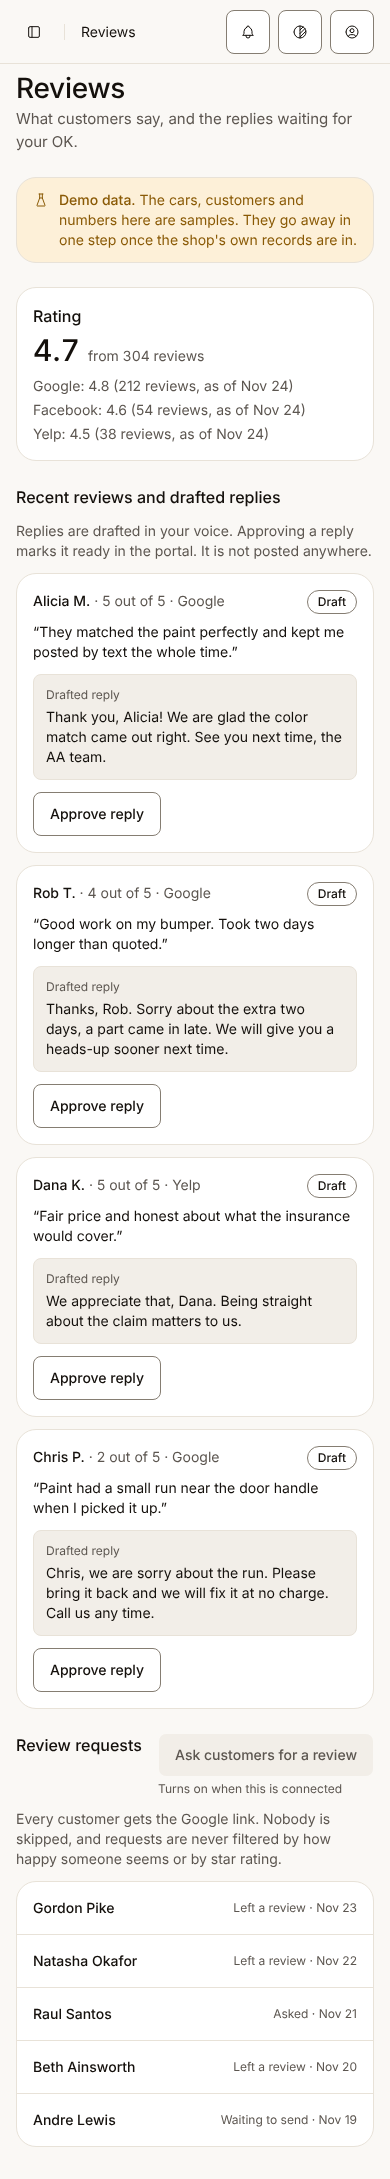 Reviews
Reviews
What customers say, and the replies waiting for
your OK.
Demo data. The cars, customers and
numbers here are samples. They go away in
one step once the shop's own records are in.
Rating
4.7 from 304 reviews
Google: 4.8 (212 reviews, as of Nov 24)
Facebook: 4.6 (54 reviews, as of Nov 24)
Yelp: 4.5 (38 reviews, as of Nov 24)
Recent reviews and drafted replies
Replies are drafted in your voice. Approving a reply
marks it ready in the portal. It is not posted anywhere.
Alicia M. · 5 out of 5 · Google Draft
“They matched the paint perfectly and kept me
posted by text the whole time.”
Drafted reply
Thank you, Alicia! We are glad the color
match came out right. See you next time, the
AA team.
Approve reply
Rob T. · 4 out of 5 · Google Draft
“Good work on my bumper. Took two days
longer than quoted.”
Drafted reply
Thanks, Rob. Sorry about the extra two
days, a part came in late. We will give you a
heads-up sooner next time.
Approve reply
Dana K. · 5 out of 5 · Yelp Draft
“Fair price and honest about what the insurance
would cover.”
Drafted reply
We appreciate that, Dana. Being straight
about the claim matters to us.
Approve reply
Chris P. · 2 out of 5 · Google Draft
“Paint had a small run near the door handle
when I picked it up.”
Drafted reply
Chris, we are sorry about the run. Please
bring it back and we will fix it at no charge.
Call us any time.
Approve reply
Review requests
Ask customers for a review
Turns on when this is connected
Every customer gets the Google link. Nobody is
skipped, and requests are never filtered by how
happy someone seems or by star rating.
Gordon Pike Left a review · Nov 23
Natasha Okafor Left a review · Nov 22
Raul Santos Asked · Nov 21
Beth Ainsworth Left a review · Nov 20
Andre Lewis Waiting to send · Nov 19